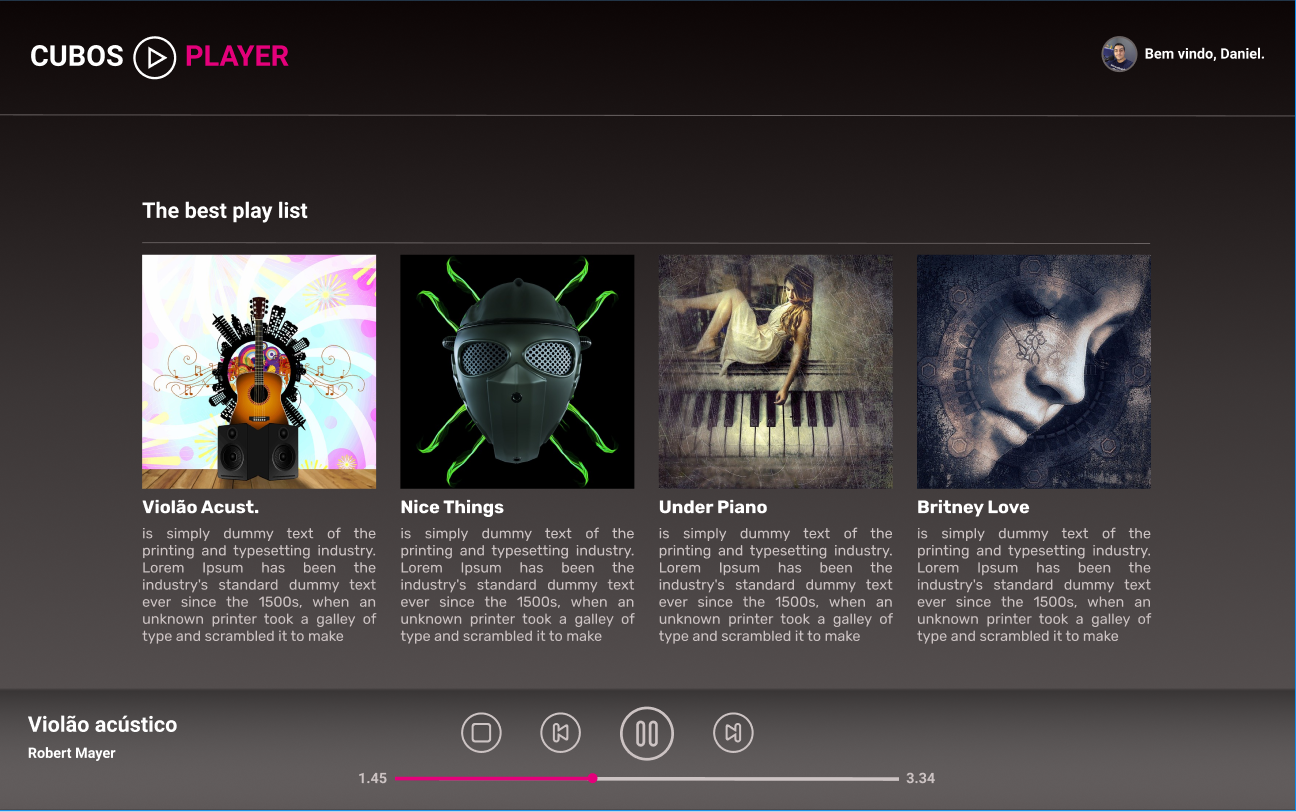 CUBOS PLAYER
Bem vindo, Daniel.
The best play list
Violão Acust.
is simply dummy text of the
printing and typesetting industry.
Lorem Ipsum has been the
industry's standard dummy text
ever since the 1500s, when an
unknown printer took a galley of
type and scrambled it to make
Nice Things
is simply dummy text of the
printing and typesetting industry.
Lorem Ipsum has been the
industry's standard dummy text
ever since the 1500s, when an
unknown printer took a galley of
type and scrambled it to make
Under Piano
is simply dummy text of the
printing and typesetting industry.
Lorem Ipsum has been the
industry's standard dummy text
ever since the 1500s, when an
unknown printer took a galley of
type and scrambled it to make
Britney Love
is simply dummy text of the
printing and typesetting industry.
Lorem Ipsum has been the
industry's standard dummy text
ever since the 1500s, when an
unknown printer took a galley of
type and scrambled it to make
Violão acústico
Robert Mayer
1.45
3.34